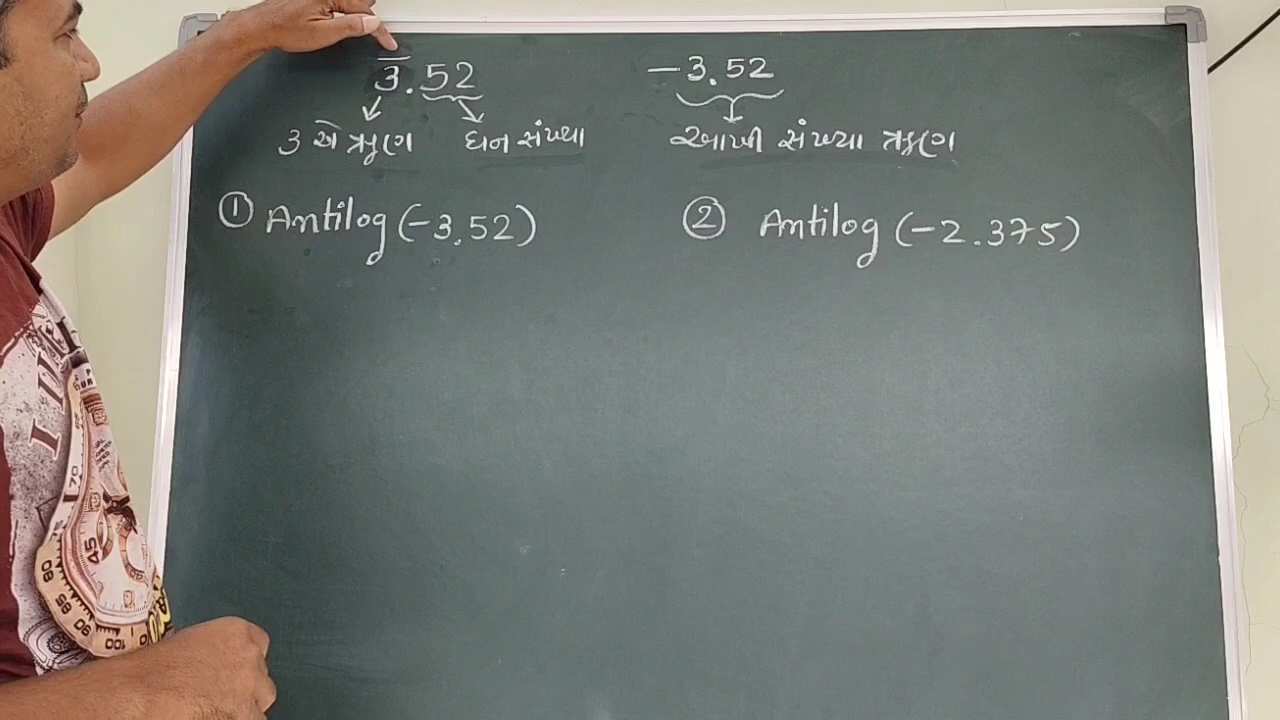 3̅.52
-3.52
3 એ ઋણ
ધન સંખ્યા
આખી સંખ્યા ઋણ
① Antilog (-3.52)
② Antilog (-2.375)